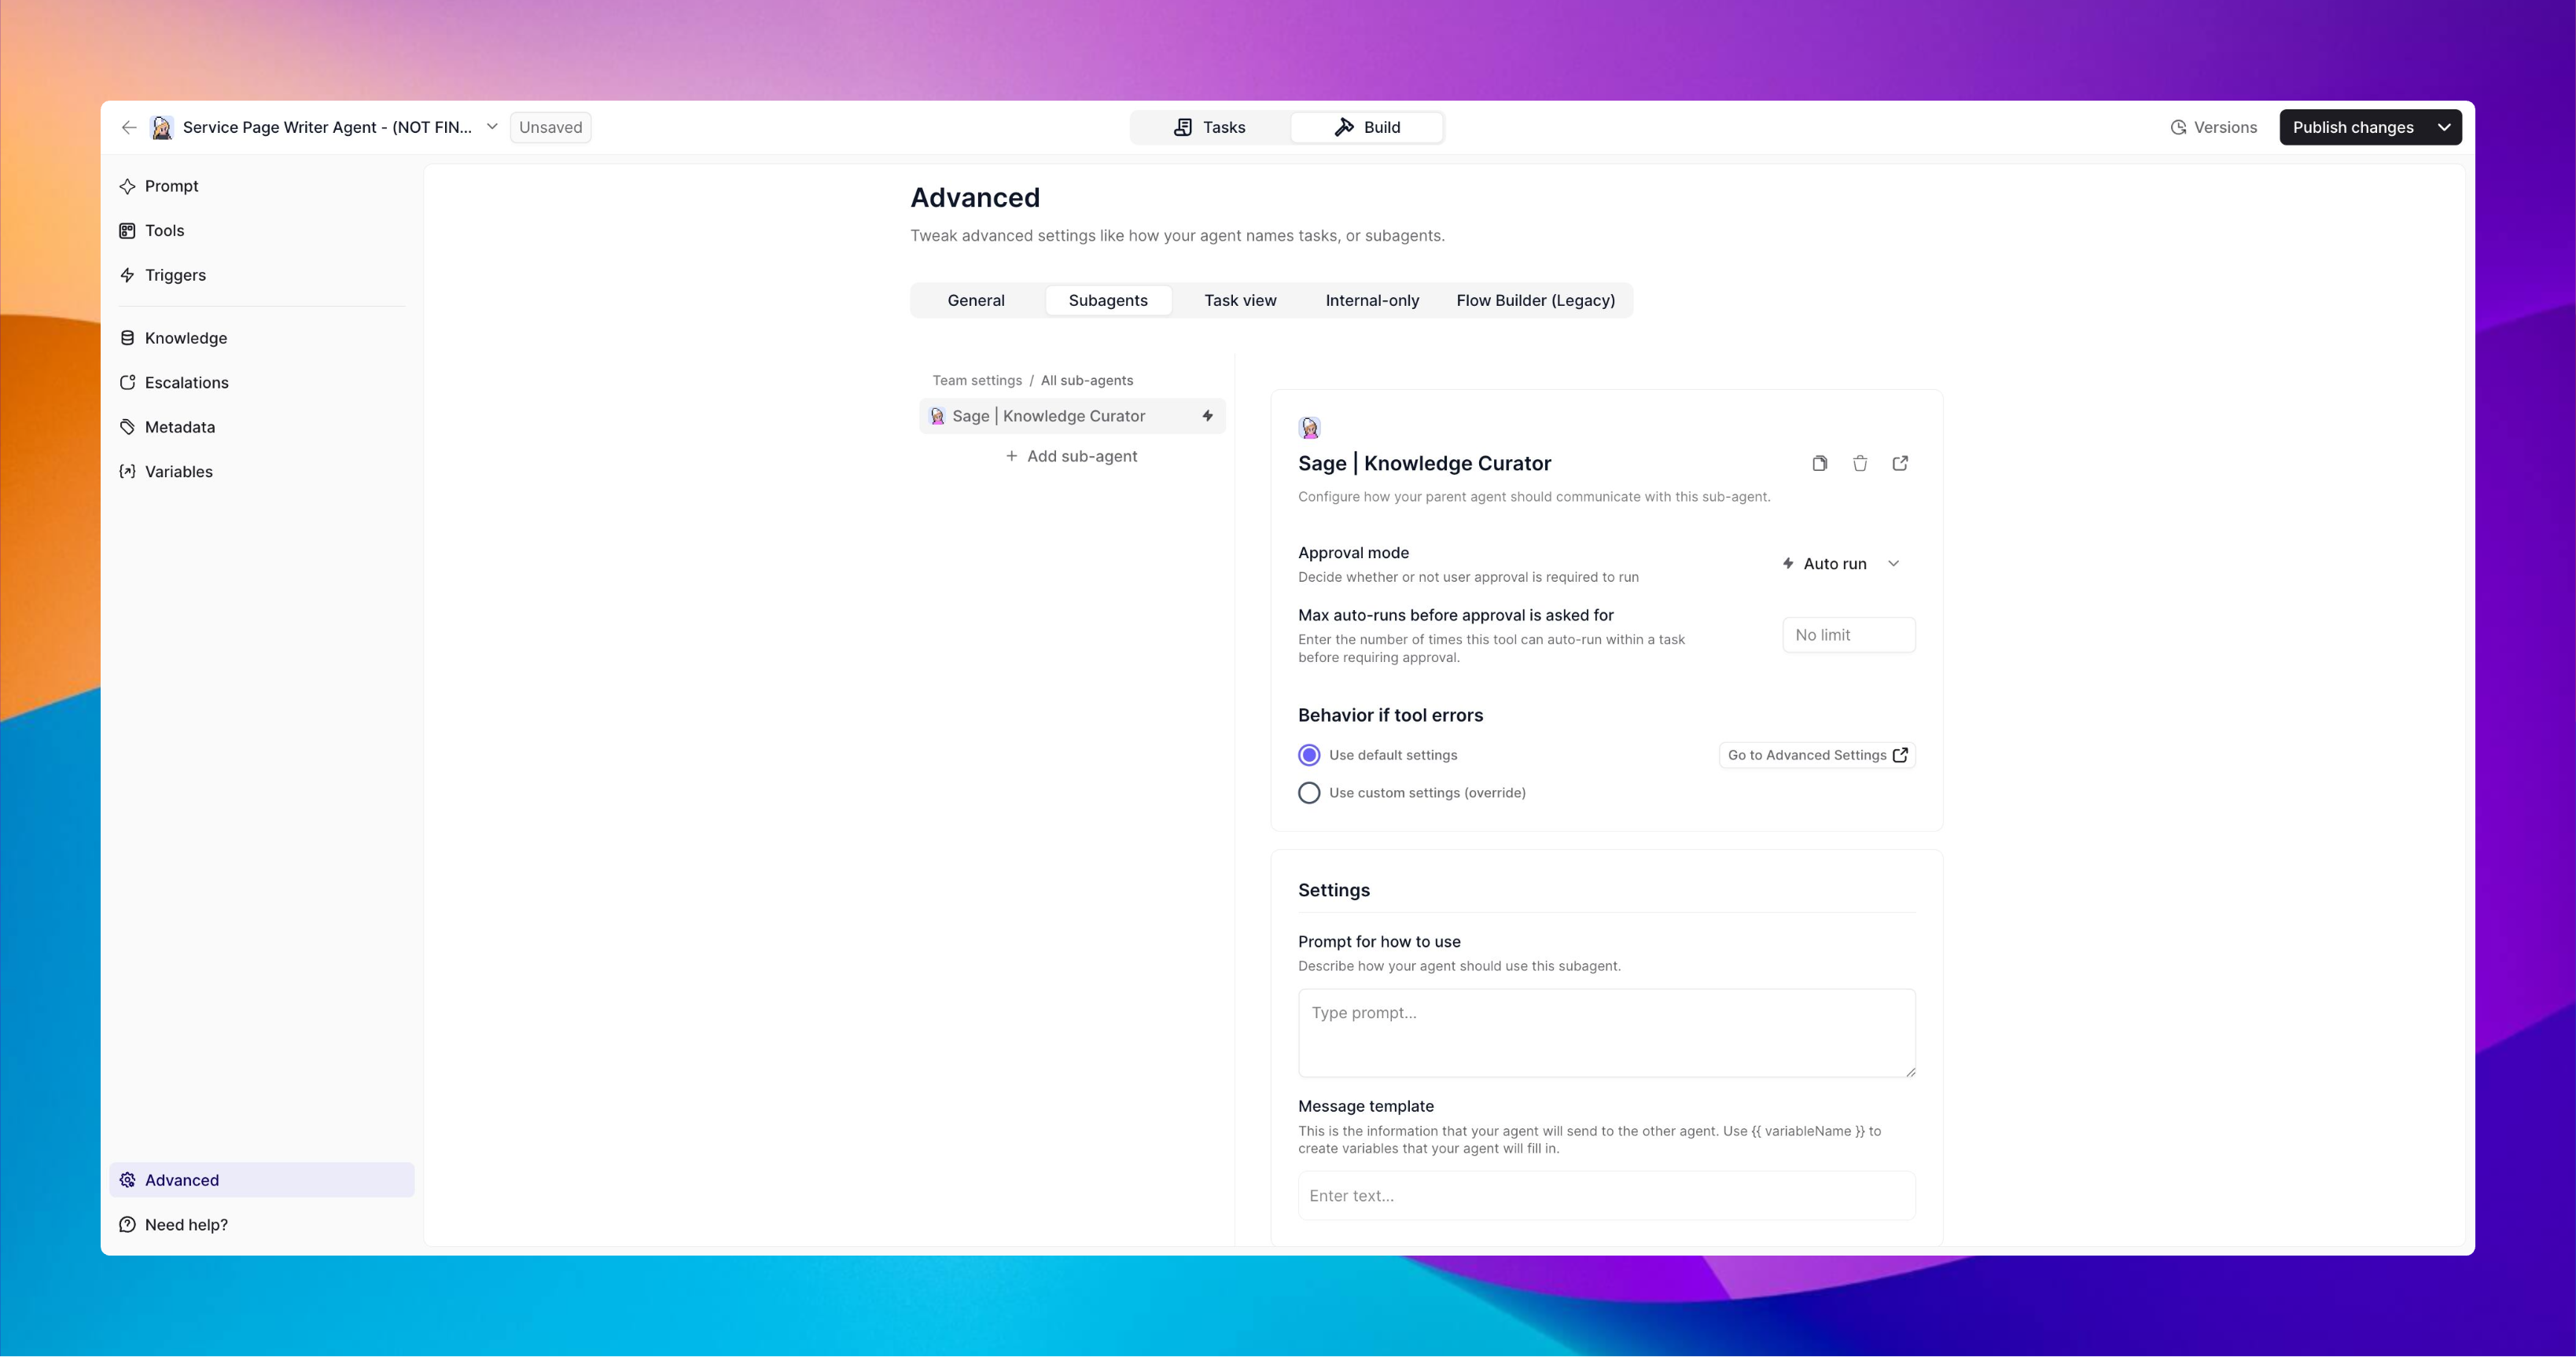 Service Page Writer Agent - (NOT FIN...
Unsaved
Tasks
Build
Versions
Publish changes
Prompt
Tools
Triggers
Knowledge
Escalations
Metadata
Variables
Advanced
Need help?
Advanced
Tweak advanced settings like how your agent names tasks, or subagents.
General
Subagents
Task view
Internal-only
Flow Builder (Legacy)
Team settings / All sub-agents
Sage | Knowledge Curator
+ Add sub-agent
Sage | Knowledge Curator
Configure how your parent agent should communicate with this sub-agent.
Approval mode
Decide whether or not user approval is required to run
Auto run
Max auto-runs before approval is asked for
Enter the number of times this tool can auto-run within a task
before requiring approval.
No limit
Behavior if tool errors
Use default settings
Go to Advanced Settings
Use custom settings (override)
Settings
Prompt for how to use
Describe how your agent should use this subagent.
Type prompt...
Message template
This is the information that your agent will send to the other agent. Use {{ variableName }} to
create variables that your agent will fill in.
Enter text...